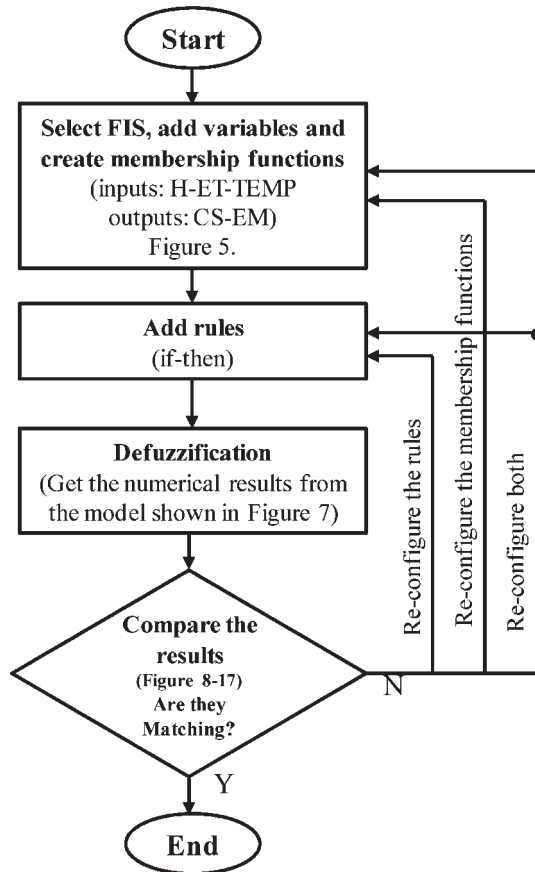 Start
Select FIS, add variables and
create membership functions
(inputs: H-ET-TEMP
outputs: CS-EM)
Figure 5.
Add rules
(if-then)
Defuzzification
(Get the numerical results from
the model shown in Figure 7)
Compare the
results
(Figure 8-17)
Are they
Matching?
N
Y
End
Re-configure the rules
Re-configure the membership functions
Re-configure both